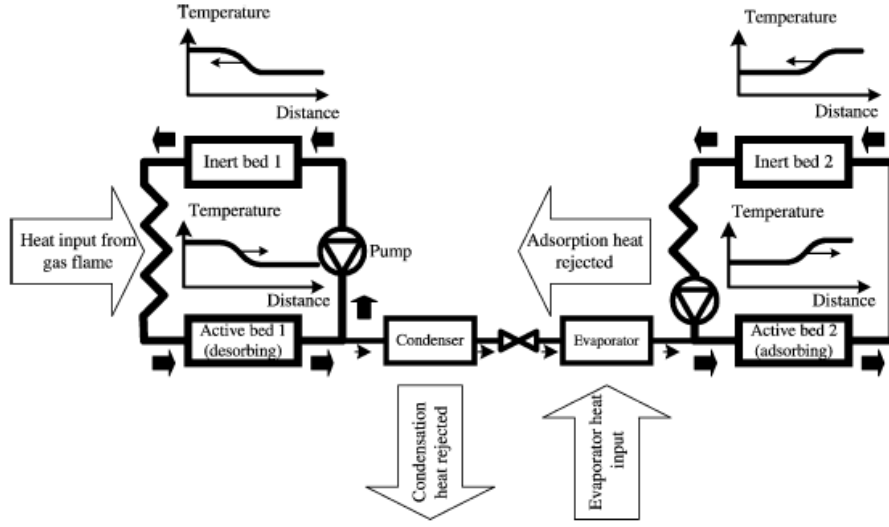 Temperature
Distance
Inert bed 1
Heat input from
gas flame
Temperature
Distance
Pump
Active bed 1
(desorbing)
Condenser
Condensation
heat rejected
Evaporator
Evaporator heat
input
Adsorption heat
rejected
Temperature
Distance
Inert bed 2
Temperature
Distance
Active bed 2
(adsorbing)